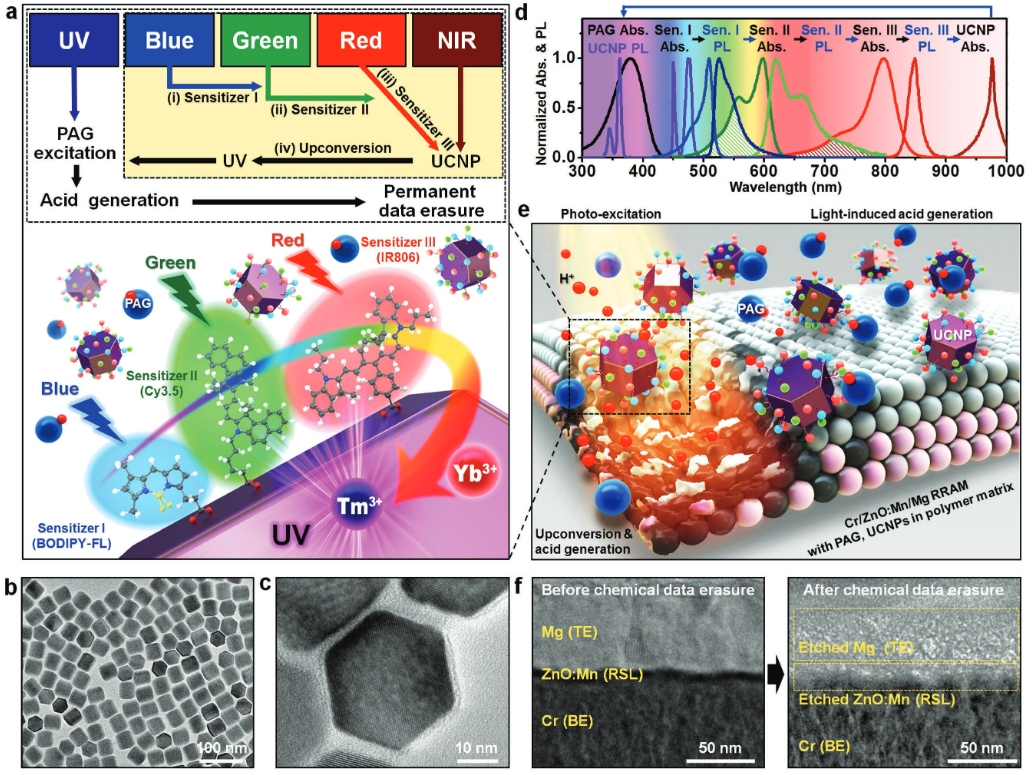 a
UV
Blue
Green
Red
NIR
(i) Sensitizer I
(ii) Sensitizer II
(iii) Sensitizer III
PAG
excitation
UV
(iv) Upconversion
UCNP
Acid generation
Permanent
data erasure
Red
Sensitizer III
(IR806)
Green
PAG
Sensitizer II
(Cy3.5)
Blue
Sensitizer I
(BODIPY-FL)
Yb3+
Tm3+
UV
b
100 nm
c
10 nm
d
PAG Abs. Sen. I Sen. I Sen. II Sen. II Sen. III Sen. III UCNP
UCNP PL Abs. PL Abs. PL Abs. PL Abs.
Normalized Abs. & PL
1.0
0.5
0.0
300 400 500 600 700 800 900 1000
Wavelength (nm)
e
Photo-excitation
Light-induced acid generation
H+
PAG
UCNP
Upconversion &
acid generation
Cr/ZnO:Mn/Mg RRAM
with PAG, UCNPs in polymer matrix
f
Before chemical data erasure
Mg (TE)
ZnO:Mn (RSL)
Cr (BE)
50 nm
After chemical data erasure
Etched Mg (TE)
Etched ZnO:Mn (RSL)
Cr (BE)
50 nm